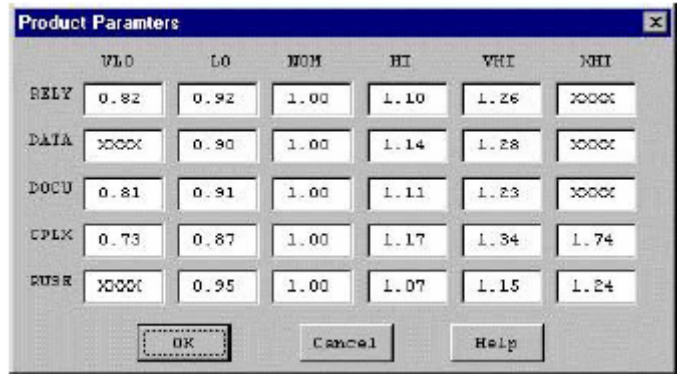 Product Paramters
VLO LO NOM HI VHI XHI
RELY 0.82 0.92 1.00 1.10 1.26 XXXX
DATA XXXX 0.90 1.00 1.14 1.28 XXXX
DOCU 0.81 0.91 1.00 1.11 1.23 XXXX
CPLX 0.73 0.87 1.00 1.17 1.34 1.74
RUSE XXXX 0.95 1.00 1.07 1.15 1.24
OK Cancel Help